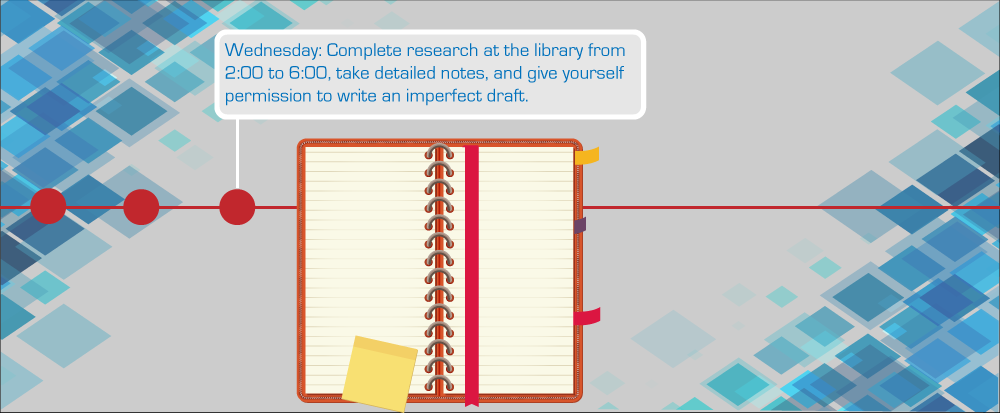 Wednesday: Complete research at the library from
2:00 to 6:00, take detailed notes, and give yourself
permission to write an imperfect draft.